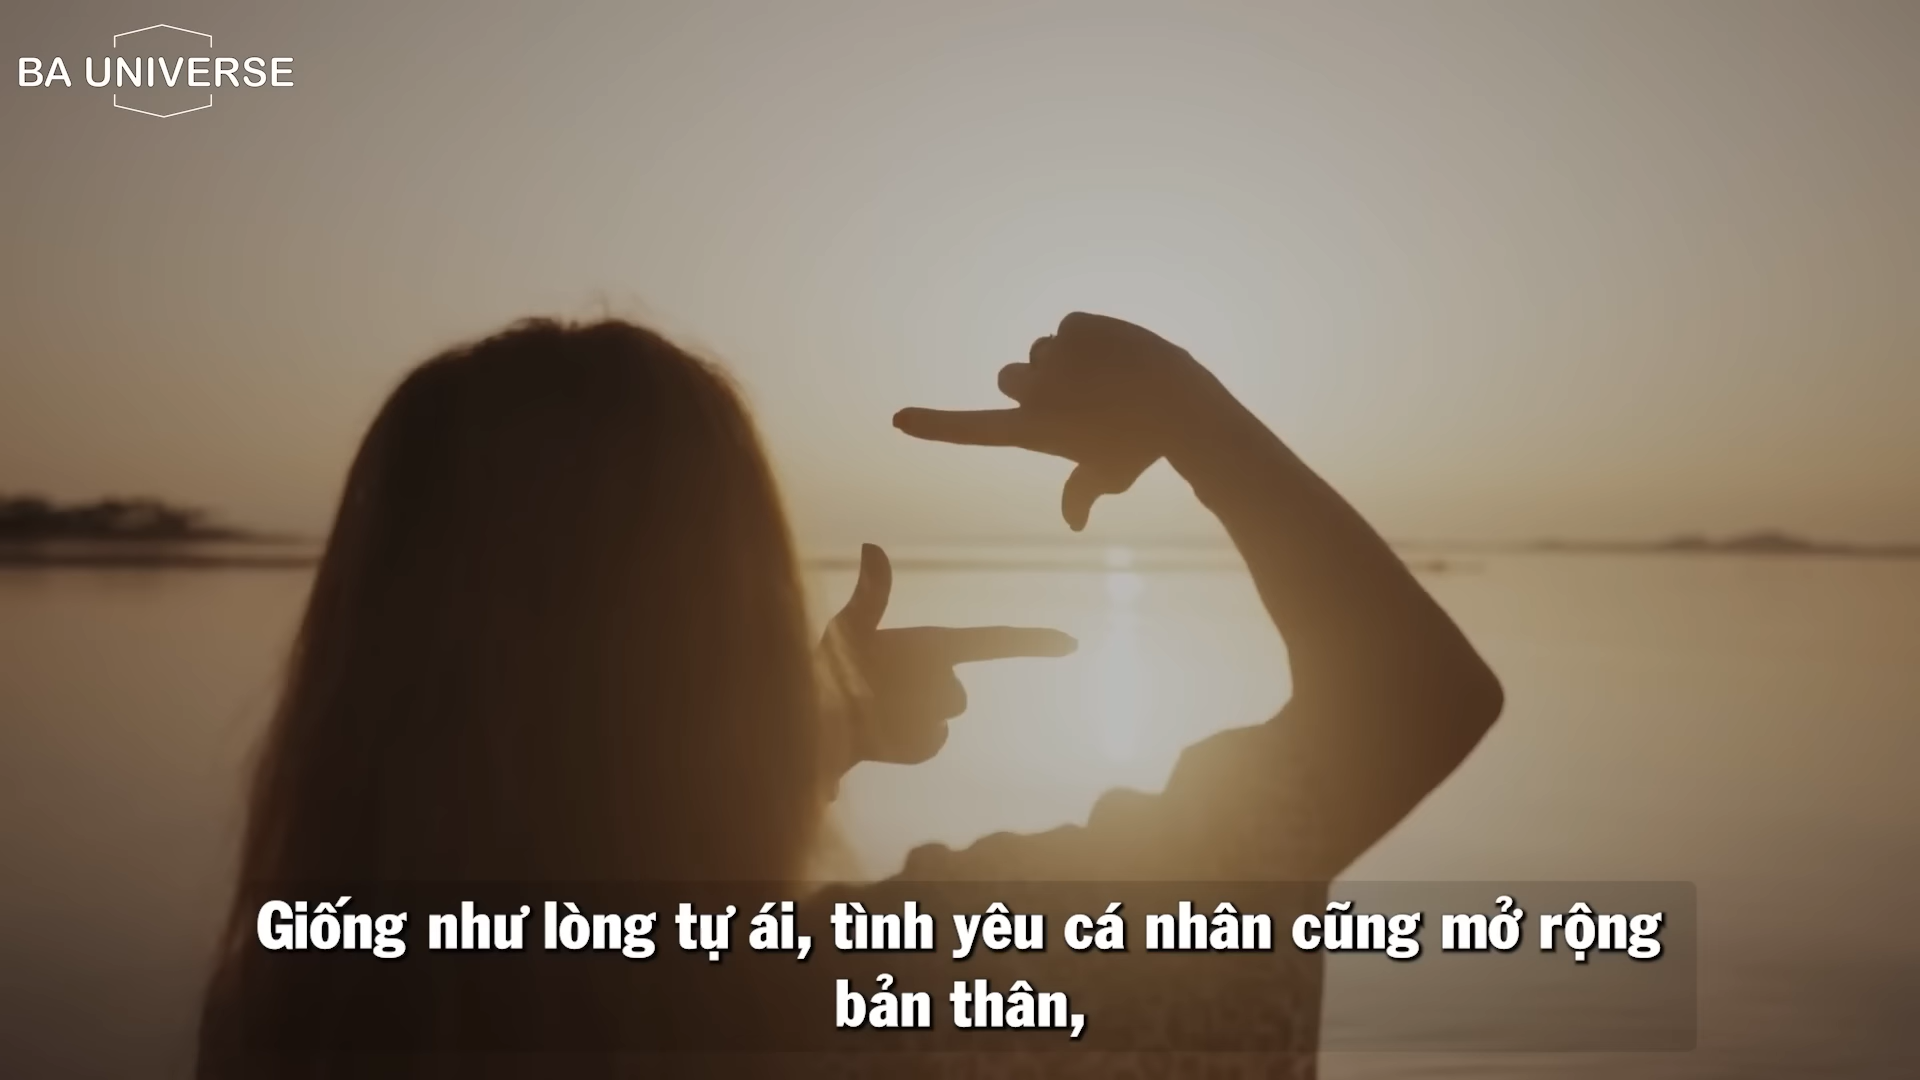 BA UNIVERSE
Giống như lòng tự ái, tình yêu cá nhân cũng mở rộng
bản thân,